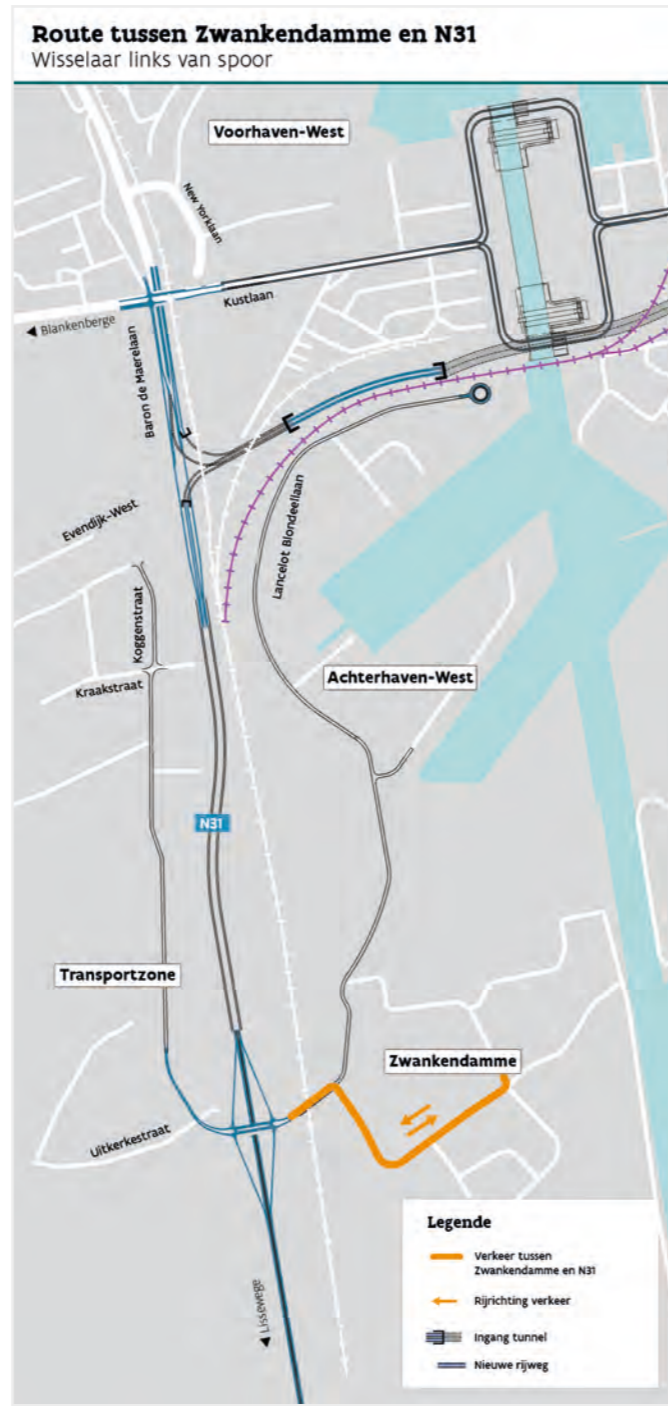 Route tussen Zwankendamme en N31
Wisselaar links van spoor
Voorhaven-West
New Yorklaan
Kustlaan
◄ Blankenberge
Baron de Maerelaan
Evendijk-West
Lancelot Blondeellaan
Koggenstraat
Achterhaven-West
Kraakstraat
N31
Transportzone
Zwankendamme
Uitkerkestraat
◄ Lissewege
Legende
Verkeer tussen
Zwankendamme en N31
Rijrichting verkeer
Ingang tunnel
Nieuwe rijweg